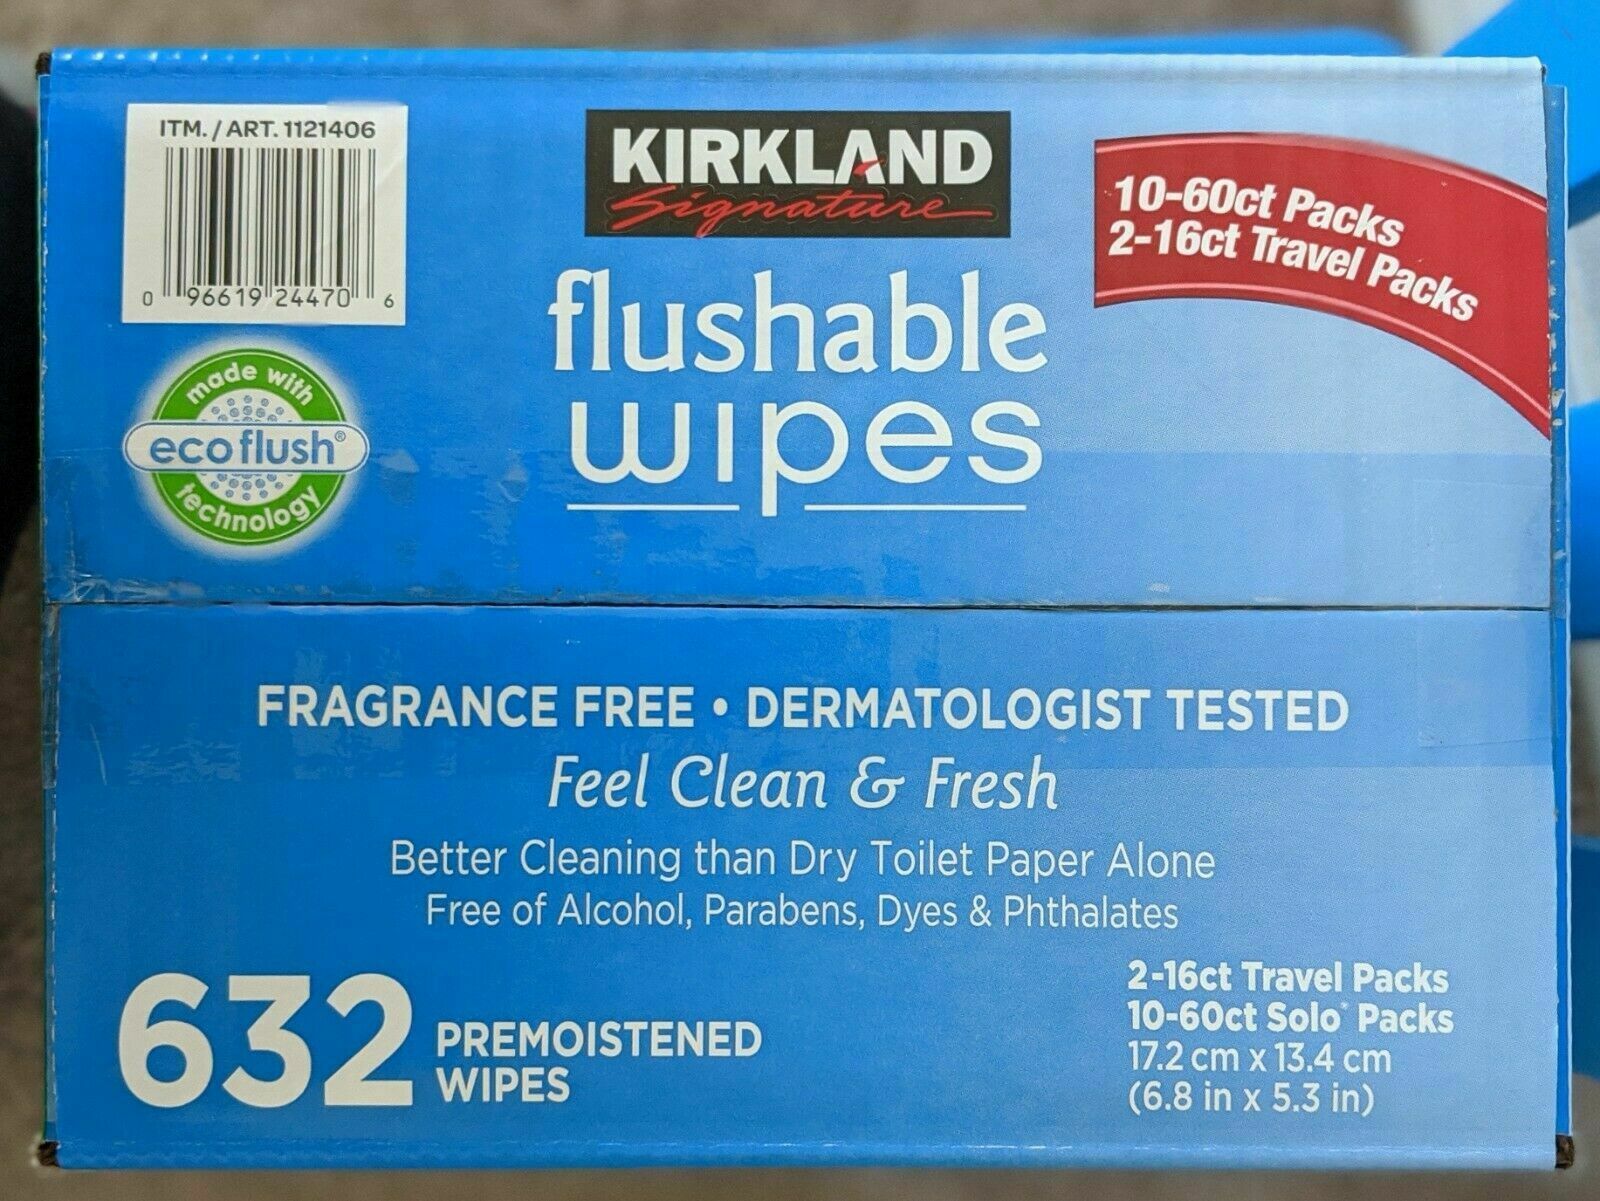 ITM. / ART. 1121406
0 96619 24470 6
KIRKLAND
Signature
10-60ct Packs
2-16ct Travel Packs
flushable
wipes
made with
ecoflush®
technology
FRAGRANCE FREE • DERMATOLOGIST TESTED
Feel Clean & Fresh
Better Cleaning than Dry Toilet Paper Alone
Free of Alcohol, Parabens, Dyes & Phthalates
632 PREMOISTENED
WIPES
2-16ct Travel Packs
10-60ct Solo* Packs
17.2 cm x 13.4 cm
(6.8 in x 5.3 in)